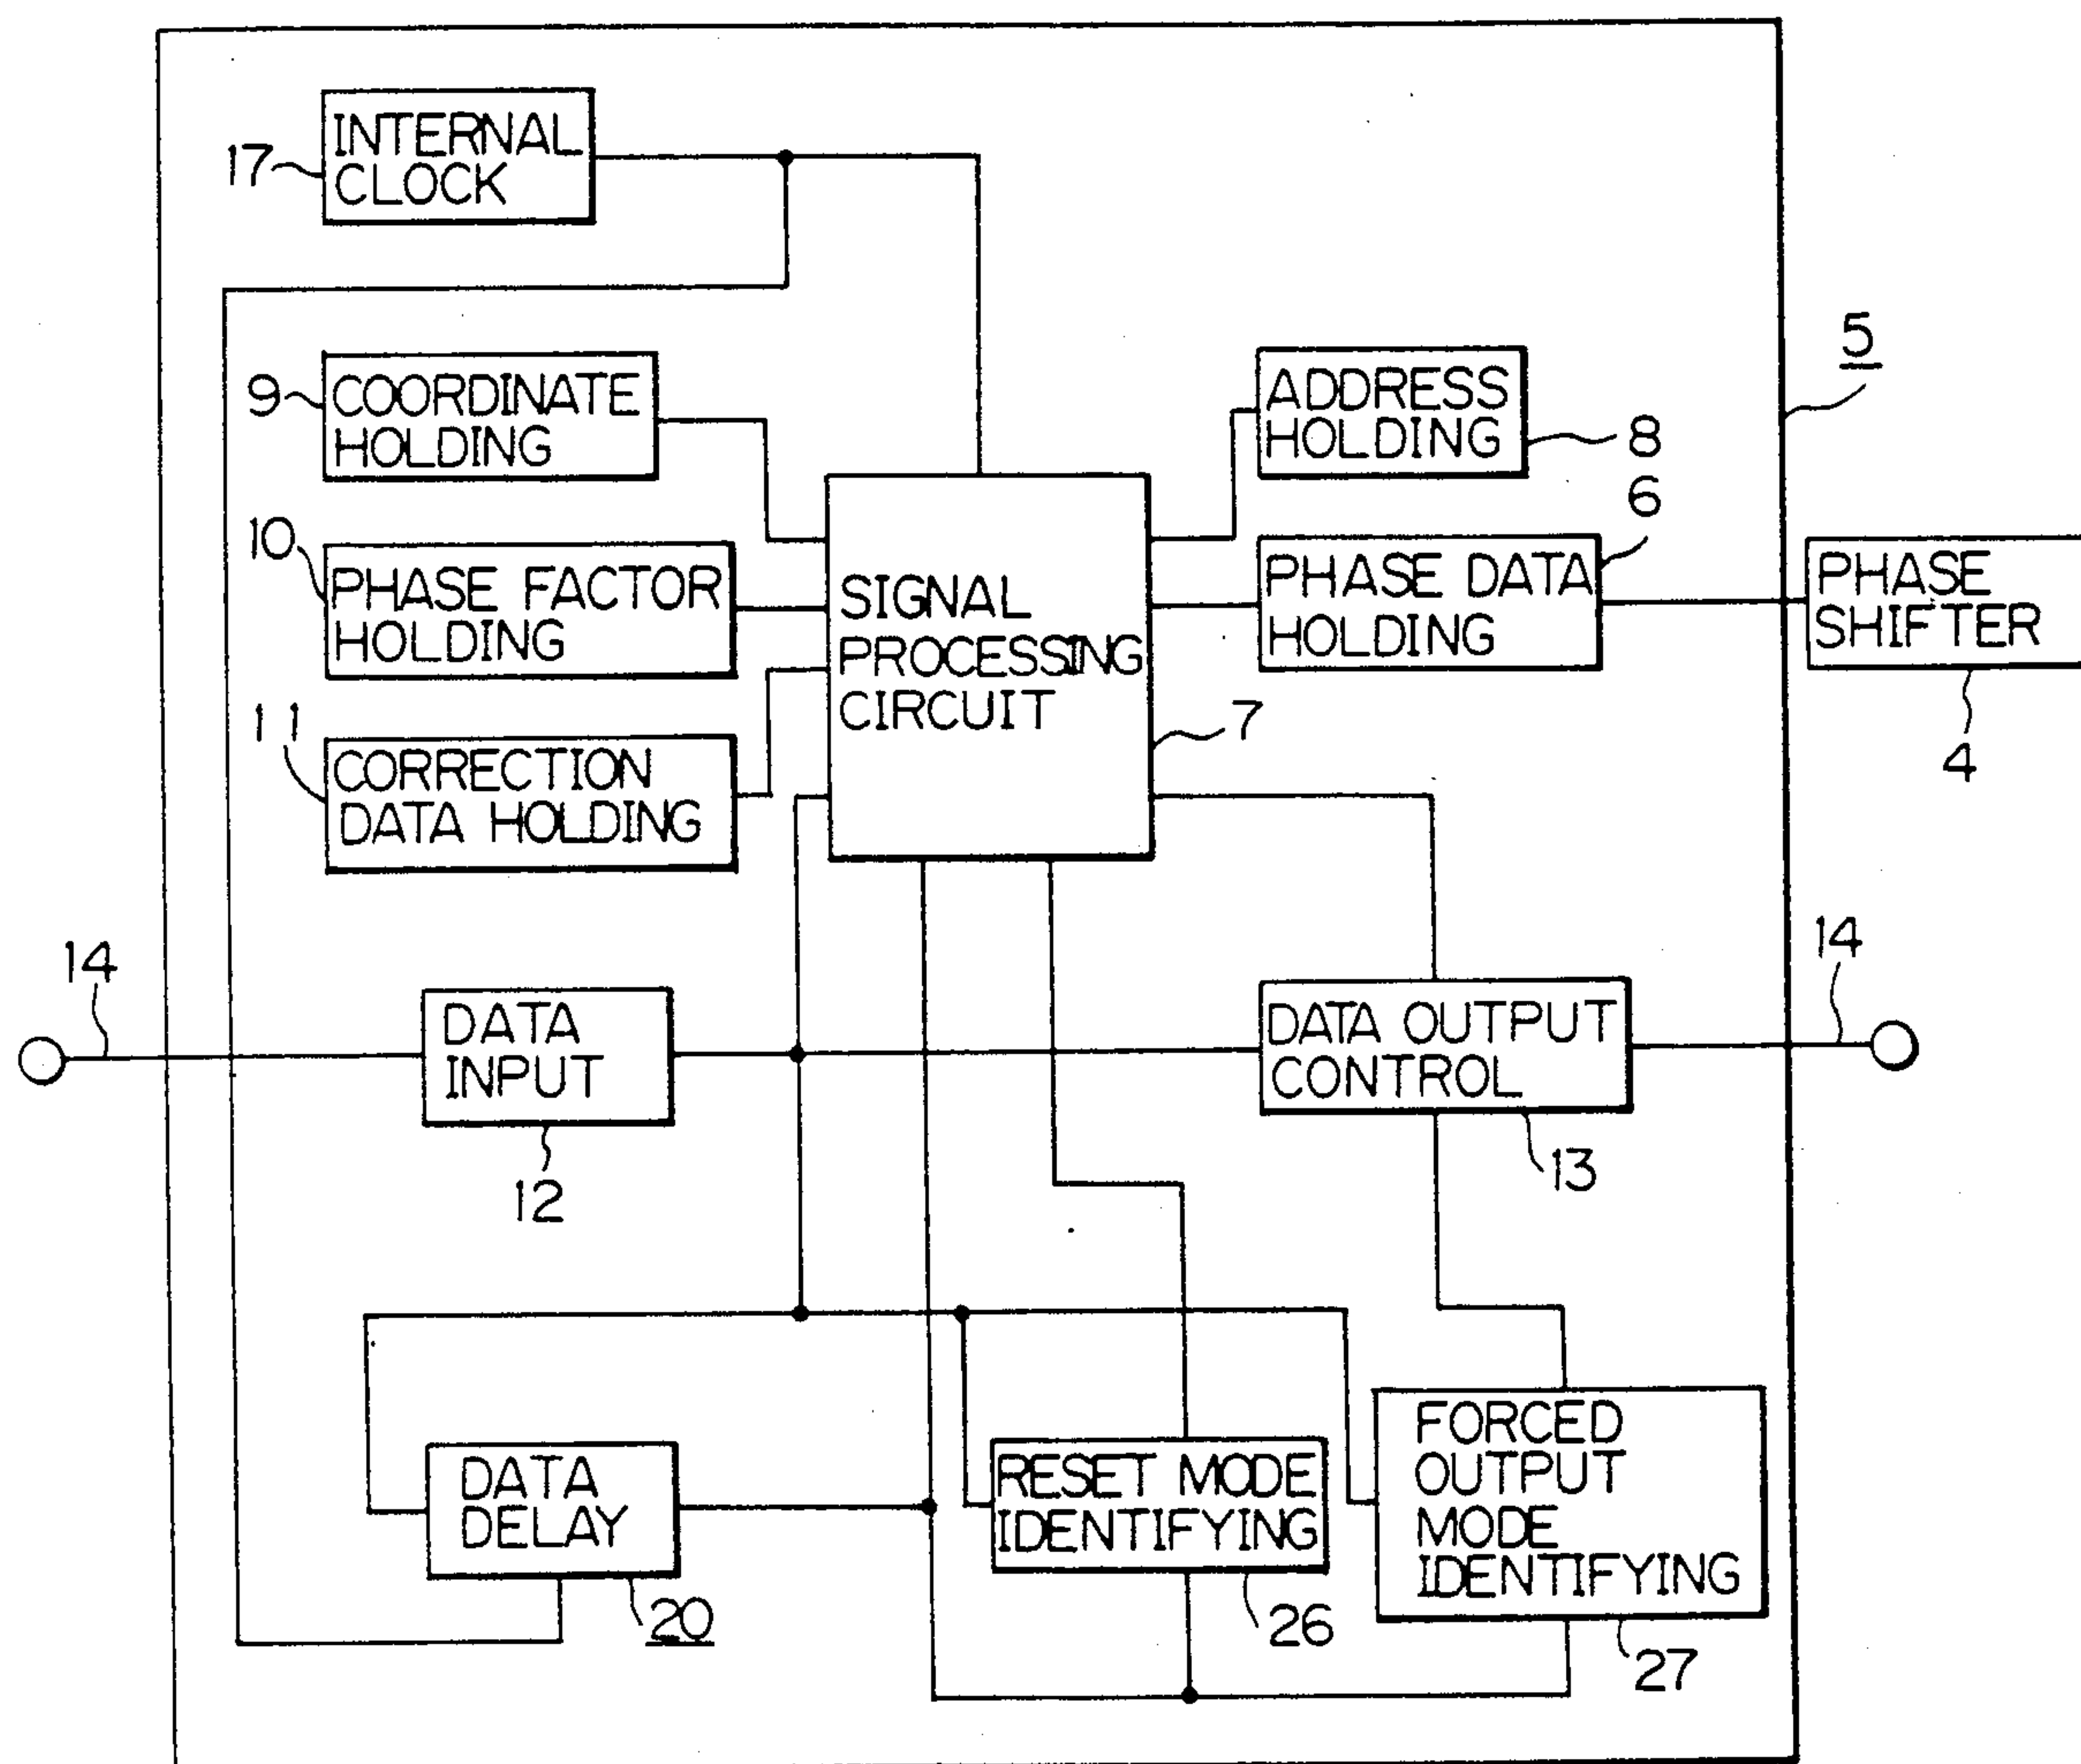 INTERNAL
CLOCK
17
5
9
COORDINATE
HOLDING
ADDRESS
HOLDING
8
6
10
PHASE FACTOR
HOLDING
SIGNAL
PROCESSING
CIRCUIT
7
PHASE DATA
HOLDING
PHASE
SHIFTER
4
11
CORRECTION
DATA HOLDING
14
DATA
INPUT
12
DATA OUTPUT
CONTROL
13
14
DATA
DELAY
20
RESET MODE
IDENTIFYING
26
FORCED
OUTPUT
MODE
IDENTIFYING
27